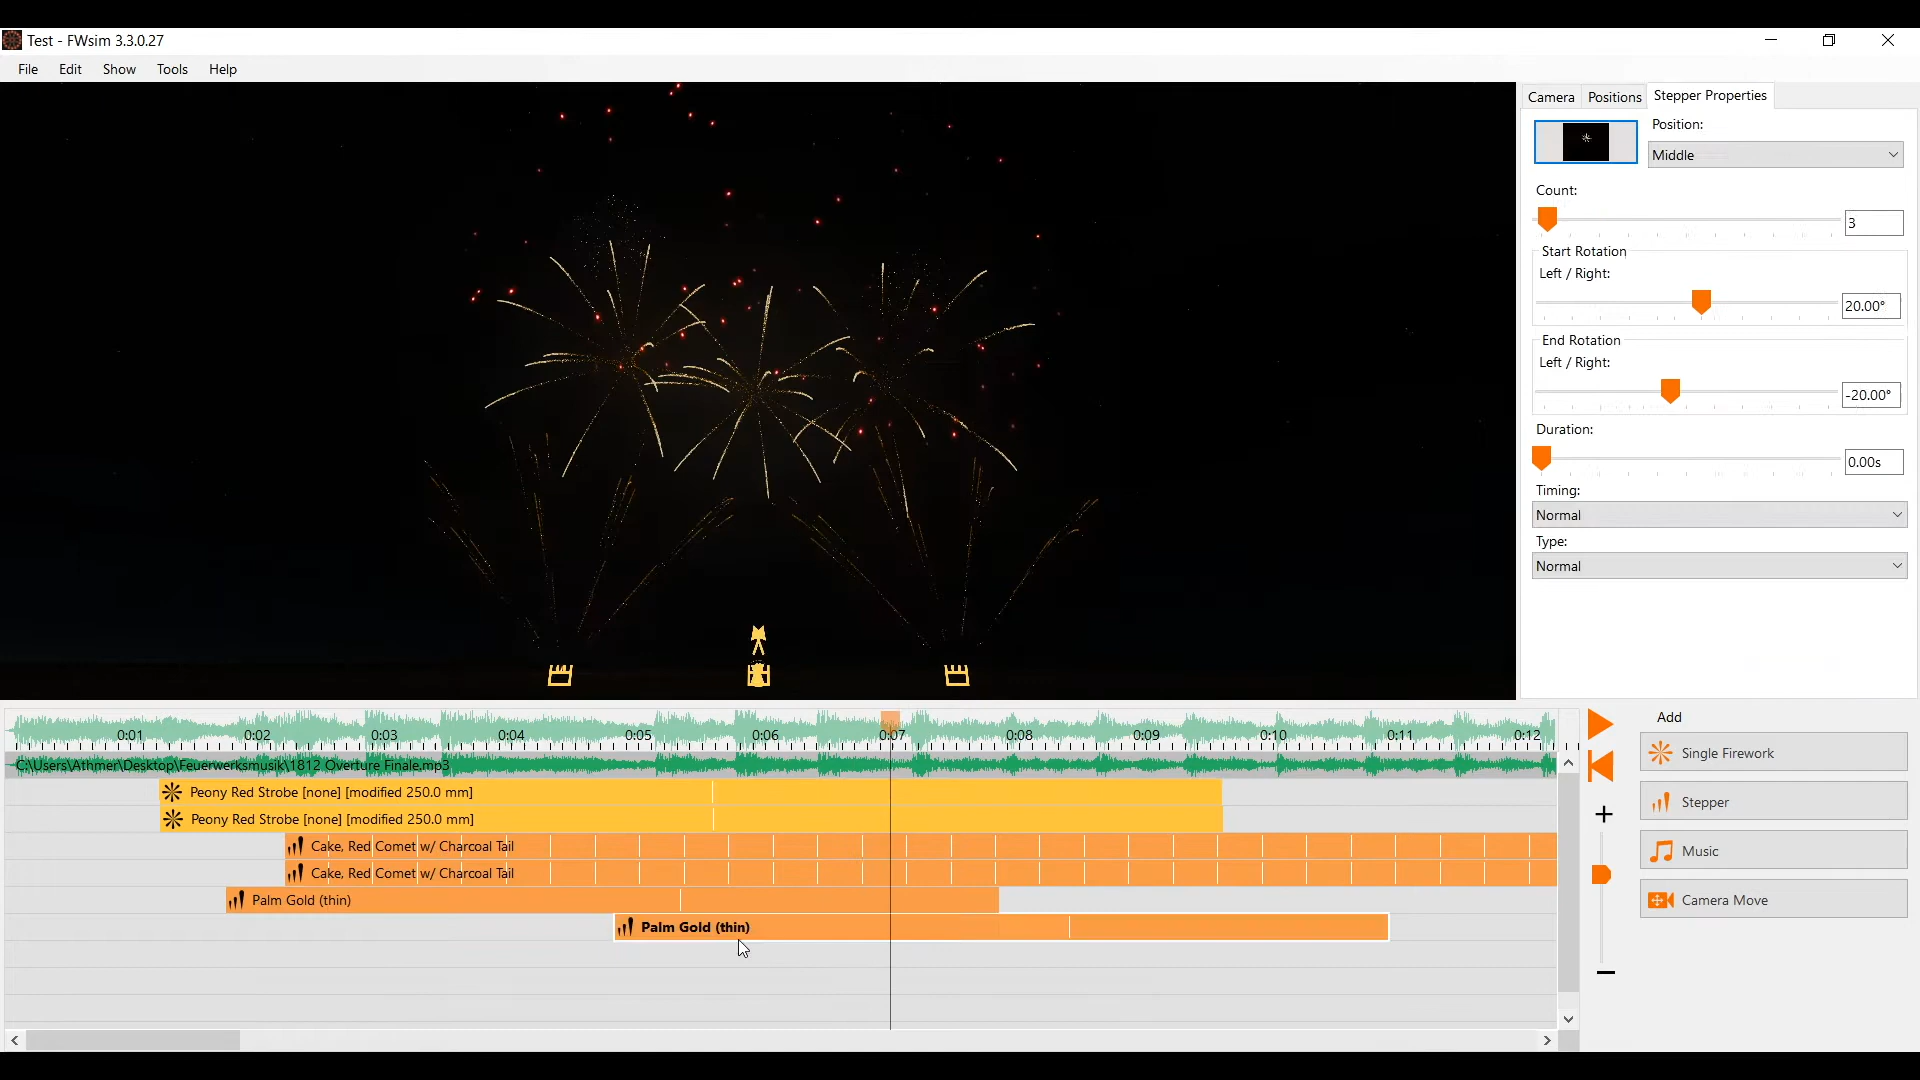 Test - FWsim 3.3.0.27
File Edit Show Tools Help
Camera Positions Stepper Properties
Position:
Middle
Count:
3
Start Rotation
Left / Right:
20.00°
End Rotation
Left / Right:
-20.00°
Duration:
0.00s
Timing:
Normal
Type:
Normal
0:01 0:02 0:03 0:04 0:05 0:06 0:07 0:08 0:09 0:10 0:11 0:12
C:\Users\Athmer\Desktop\Feuerwerksmusik\1812 Overture Finale.mp3
Peony Red Strobe [none] [modified 250.0 mm]
Peony Red Strobe [none] [modified 250.0 mm]
Cake, Red Comet w/ Charcoal Tail
Cake, Red Comet w/ Charcoal Tail
Palm Gold (thin)
Palm Gold (thin)
Add
Single Firework
Stepper
Music
Camera Move